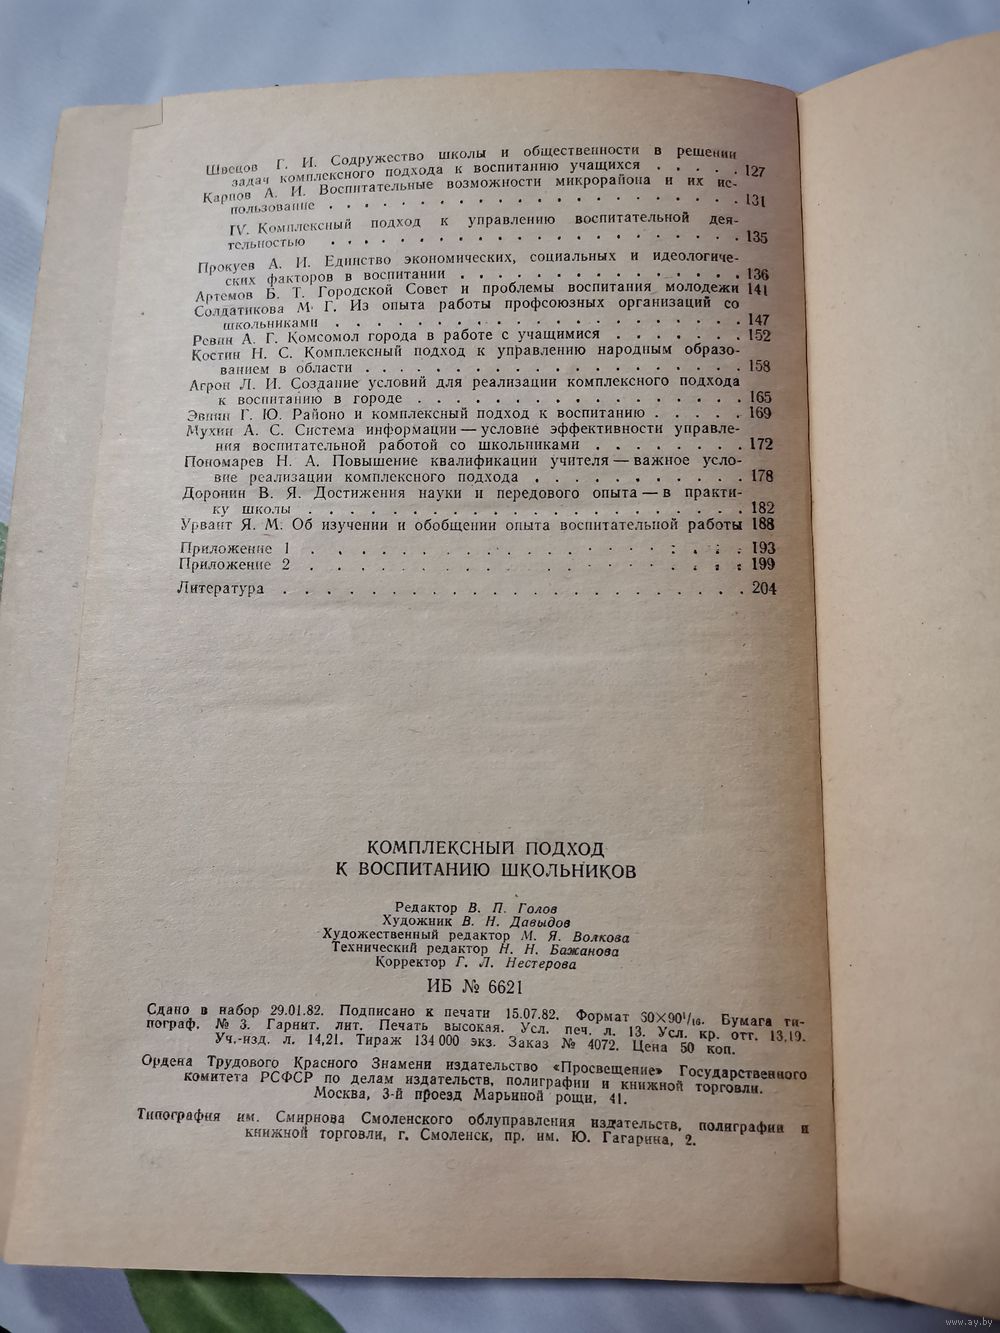 Швецов Г. И. Содружество школы и общественности в решении
задач комплексного подхода к воспитанию учащихся . . . . . 127
Карпов А. И. Воспитательные возможности микрорайона и их ис-
пользование . . . . . . . . . . . . . . . . . . . . 131
IV. Комплексный подход к управлению воспитательной дея-
тельностью . . . . . . . . . . . . . . . . . . . . 135
Прокуев А. И. Единство экономических, социальных и идеологиче-
ских факторов в воспитании . . . . . . . . . . . . . . 136
Артемов Б. Т. Городской Совет и проблемы воспитания молодежи 141
Солдатикова М. Г. Из опыта работы профсоюзных организаций со
школьниками . . . . . . . . . . . . . . . . . . . . 147
Ревин А. Г. Комсомол города в работе с учащимися . . . . . . . 152
Костин Н. С. Комплексный подход к управлению народным образо-
ванием в области . . . . . . . . . . . . . . . . . . 158
Агрон Л. И. Создание условий для реализации комплексного подхода
к воспитанию в городе . . . . . . . . . . . . . . . . 165
Эвнин Г. Ю. Районо и комплексный подход к воспитанию . . . . . 169
Мухин А. С. Система информации — условие эффективности управле-
ния воспитательной работой со школьниками . . . . . . . . 172
Пономарев Н. А. Повышение квалификации учителя — важное усло-
вие реализации комплексного подхода . . . . . . . . . . 178
Доронин В. Я. Достижения науки и передового опыта — в практи-
ку школы . . . . . . . . . . . . . . . . . . . . . 182
Урвант Я. М. Об изучении и обобщении опыта воспитательной работы 188
Приложение 1 . . . . . . . . . . . . . . . . . . . . 193
Приложение 2 . . . . . . . . . . . . . . . . . . . . 199
Литература . . . . . . . . . . . . . . . . . . . . . 204
КОМПЛЕКСНЫЙ ПОДХОД
К ВОСПИТАНИЮ ШКОЛЬНИКОВ
Редактор В. П. Голов
Художник В. Н. Давыдов
Художественный редактор М. Я. Волкова
Технический редактор Н. Н. Бажанова
Корректор Г. Л. Нестерова
ИБ № 6621
Сдано в набор 29.01.82. Подписано к печати 15.07.82. Формат 60×90¹/₁₆. Бумага ти-
пограф. № 3. Гарнит. лит. Печать высокая. Усл. печ. л. 13. Усл. кр. отт. 13,19.
Уч.-изд. л. 14,21. Тираж 134 000 экз. Заказ № 4072. Цена 50 коп.
Ордена Трудового Красного Знамени издательство «Просвещение» Государственного
комитета РСФСР по делам издательств, полиграфии и книжной торговли.
Москва, 3-й проезд Марьиной рощи, 41.
Типография им. Смирнова Смоленского облуправления издательств, полиграфии и
книжной торговли, г. Смоленск, пр. им. Ю. Гагарина, 2.
www.ay.by